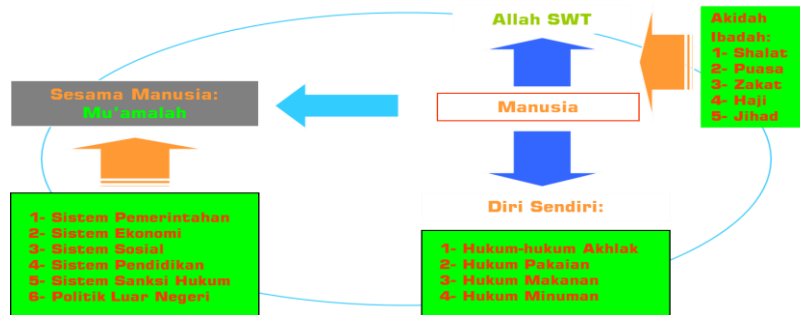 Allah SWT
Akidah
Ibadah:
1- Shalat
2- Puasa
3- Zakat
4- Haji
5- Jihad
Sesama Manusia:
Mu'amalah
Manusia
Diri Sendiri:
1- Sistem Pemerintahan
2- Sistem Ekonomi
3- Sistem Sosial
4- Sistem Pendidikan
5- Sistem Sanksi Hukum
6- Politik Luar Negeri
1- Hukum-hukum Akhlak
2- Hukum Pakaian
3- Hukum Makanan
4- Hukum Minuman